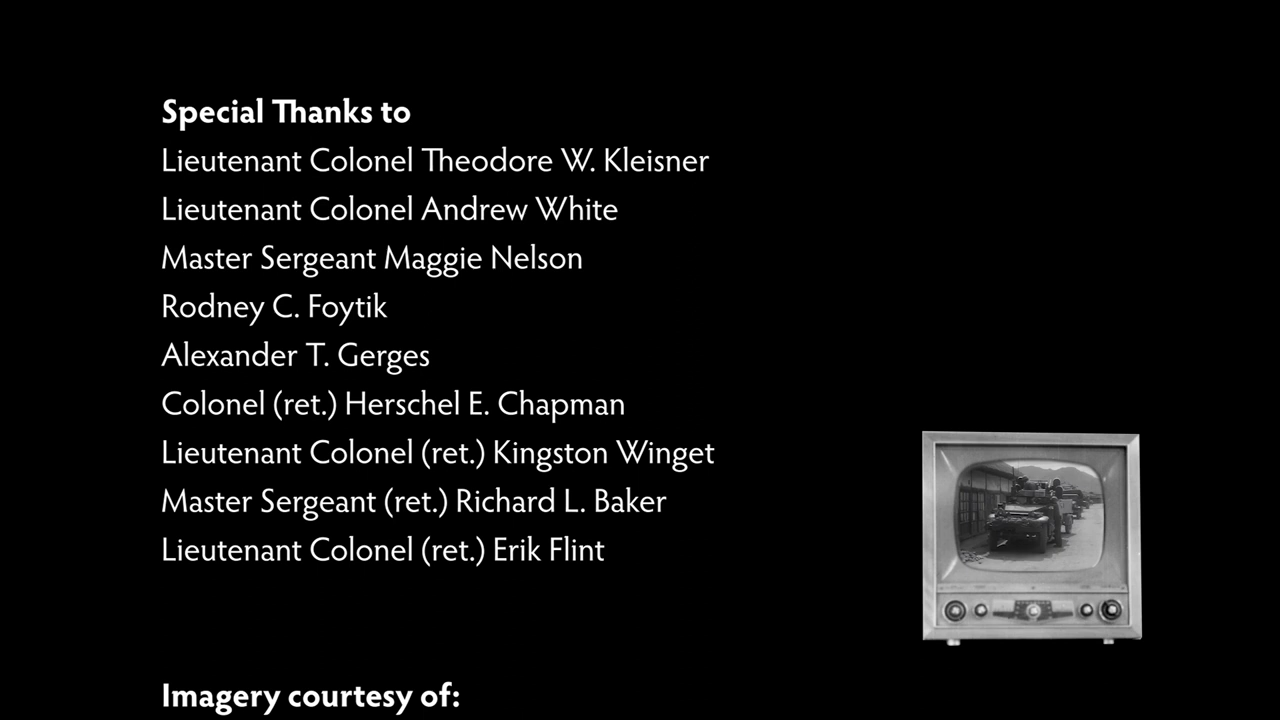 Special Thanks to
Lieutenant Colonel Theodore W. Kleisner
Lieutenant Colonel Andrew White
Master Sergeant Maggie Nelson
Rodney C. Foytik
Alexander T. Gerges
Colonel (ret.) Herschel E. Chapman
Lieutenant Colonel (ret.) Kingston Winget
Master Sergeant (ret.) Richard L. Baker
Lieutenant Colonel (ret.) Erik Flint
Imagery courtesy of: